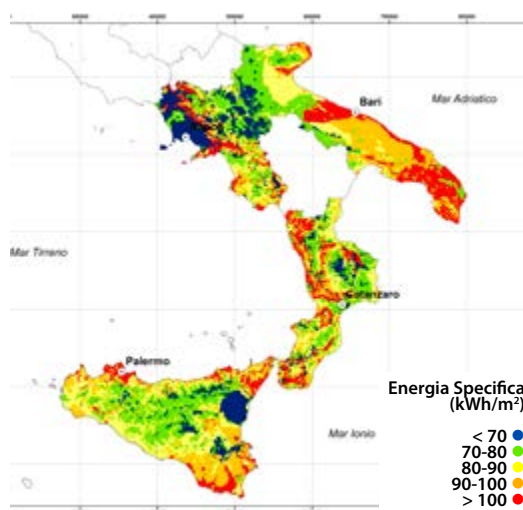 Bari
Mar Adriatico
Mar Tirreno
Catanzaro
Palermo
Mar Ionio
Energia Specifica
(kWh/m²)
< 70
70-80
80-90
90-100
> 100